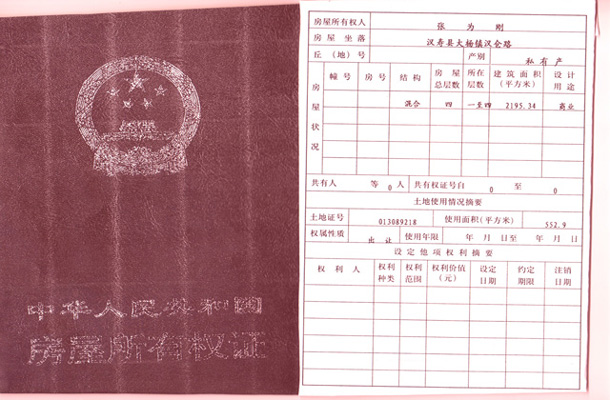 中华人民共和国
房屋所有权证
房屋所有权人 张为刚
房屋坐落 汉寿县大杨镇汉会路
丘(地)号 产别 私有产
房屋状况 幢号 房号 结构 房屋总层数 所在层数 建筑面积(平方米) 设计用途
混合 四 一至四 2195.34 商业
共有人 等0人 共有权证号自 0 至 0
土地使用情况摘要
土地证号 013089218 使用面积(平方米) 552.9
权属性质 出让 使用年限 年 月 日至 年 月 日
设定他项权利摘要
权利人 权利种类 权利范围 权利价值(元) 设定日期 约定期限 注销日期